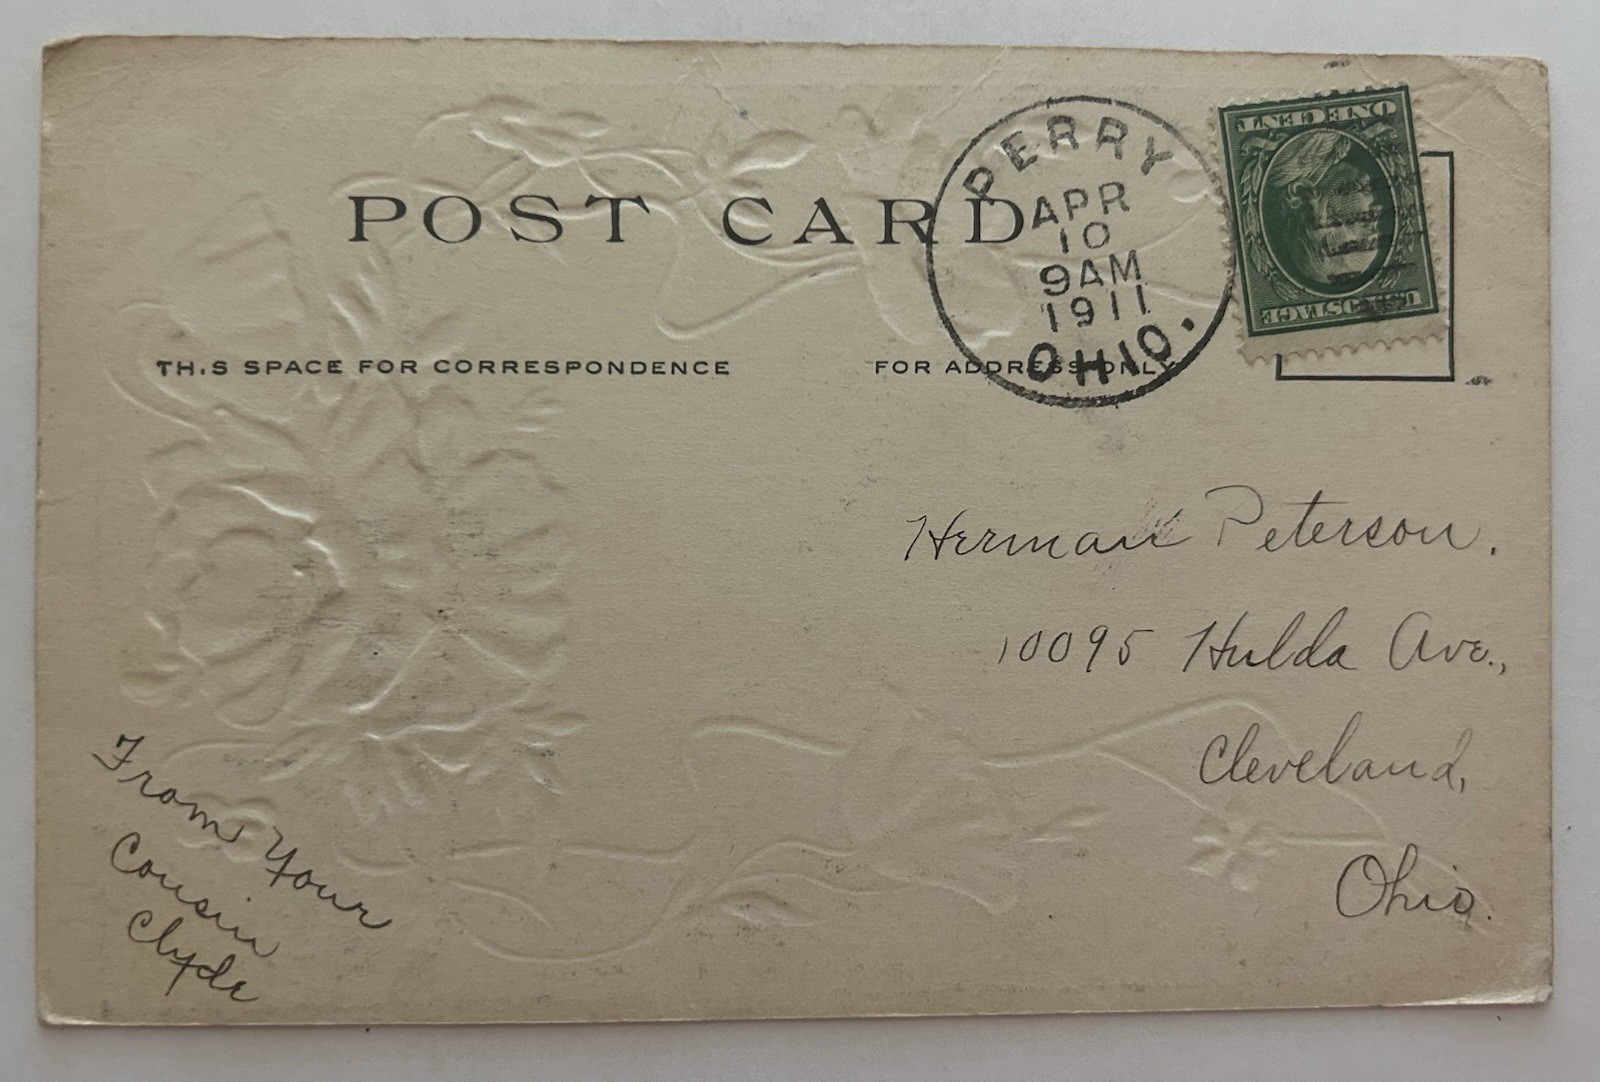 POST CARD
PERRY
APR
10
9AM
1911
OHIO.
ONE CENT
U.S. POSTAGE
THIS SPACE FOR CORRESPONDENCE
FOR ADDRESS ONLY
Herman Peterson.
10095 Hulda Ave.,
Cleveland,
Ohio.
From Your
Cousin
Clyde